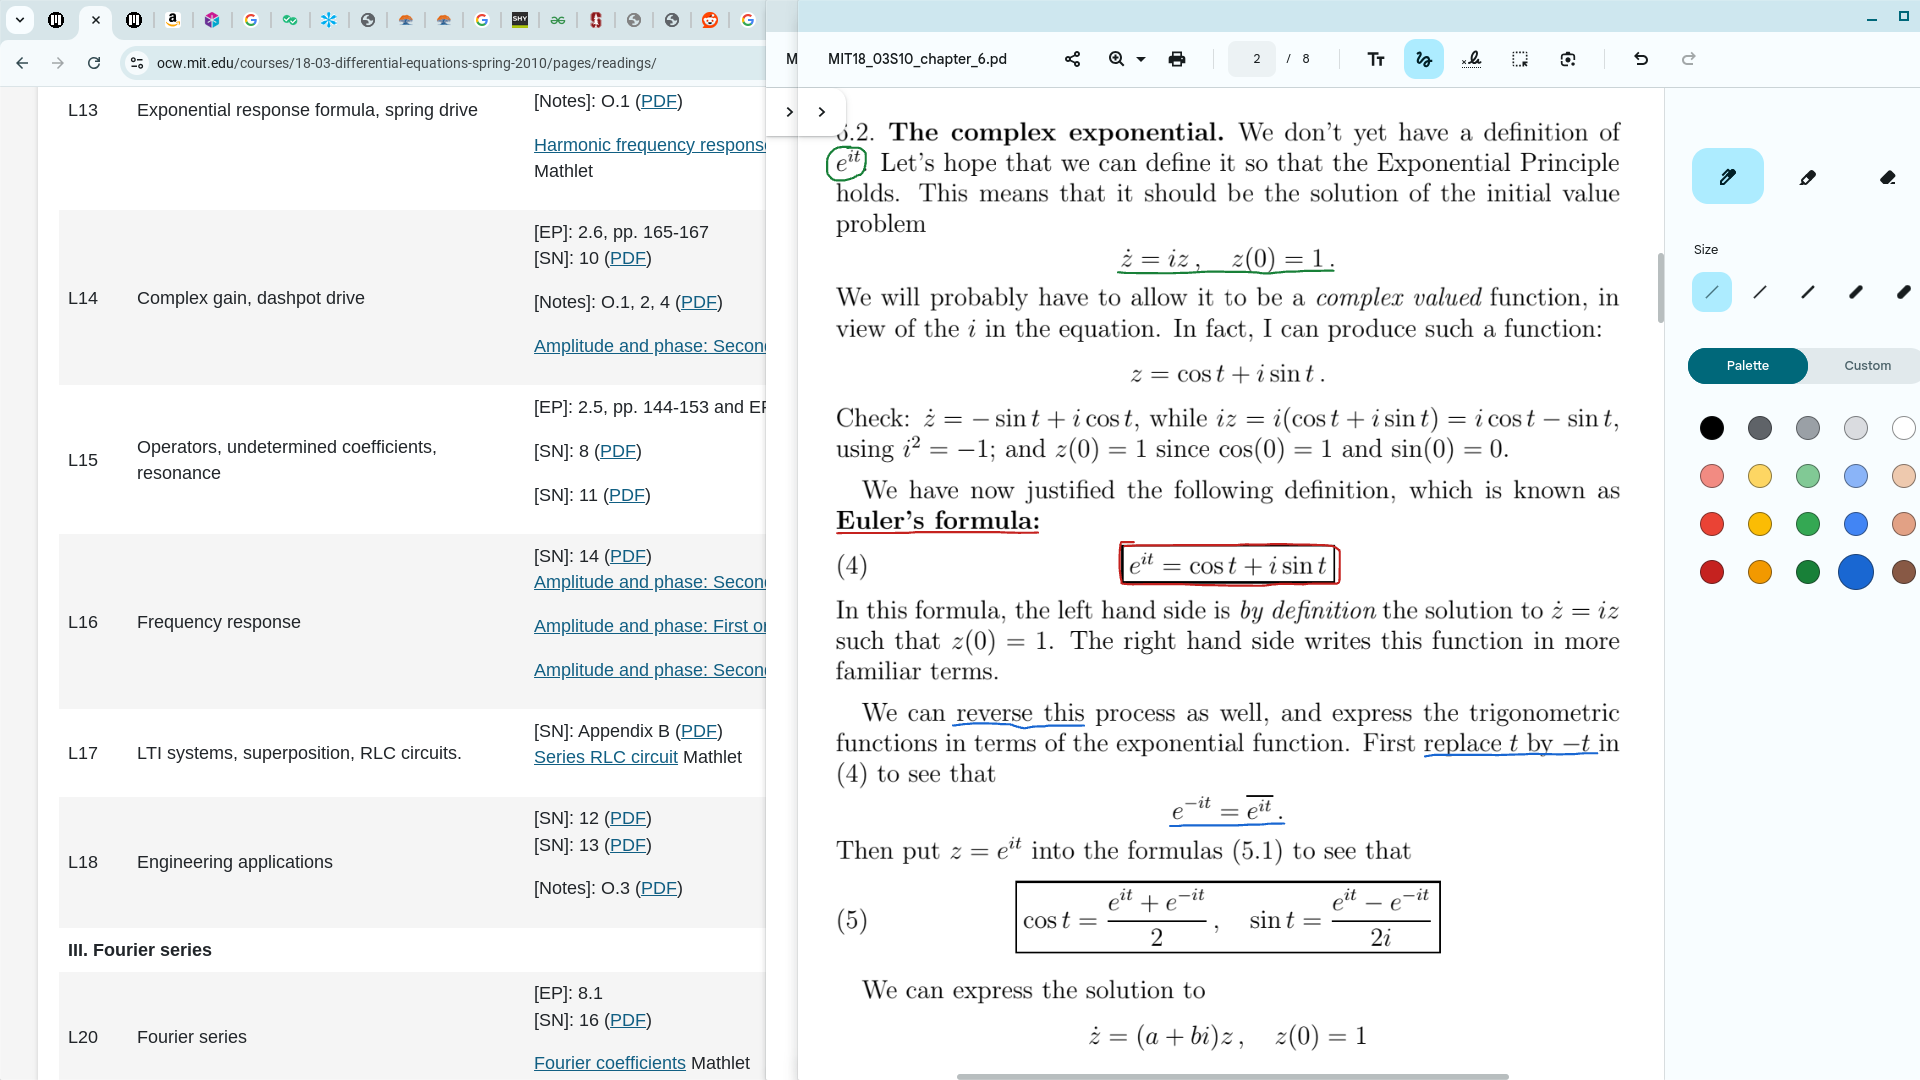 ocw.mit.edu/courses/18-03-differential-equations-spring-2010/pages/readings/
L13 Exponential response formula, spring drive
[Notes]: O.1 (PDF)
Harmonic frequency response
Mathlet
L14 Complex gain, dashpot drive
[EP]: 2.6, pp. 165-167
[SN]: 10 (PDF)
[Notes]: O.1, 2, 4 (PDF)
Amplitude and phase: Secon
L15 Operators, undetermined coefficients,
resonance
[EP]: 2.5, pp. 144-153 and EP
[SN]: 8 (PDF)
[SN]: 11 (PDF)
L16 Frequency response
[SN]: 14 (PDF)
Amplitude and phase: Secon
Amplitude and phase: First or
Amplitude and phase: Secon
L17 LTI systems, superposition, RLC circuits.
[SN]: Appendix B (PDF)
Series RLC circuit Mathlet
L18 Engineering applications
[SN]: 12 (PDF)
[SN]: 13 (PDF)
[Notes]: O.3 (PDF)
III. Fourier series
L20 Fourier series
[EP]: 8.1
[SN]: 16 (PDF)
Fourier coefficients Mathlet
M
MIT18_03S10_chapter_6.pd
2 / 8
6.2. The complex exponential. We don't yet have a definition of
e^{it}. Let's hope that we can define it so that the Exponential Principle
holds. This means that it should be the solution of the initial value
problem
ż = iz , z(0) = 1 .
We will probably have to allow it to be a complex valued function, in
view of the i in the equation. In fact, I can produce such a function:
z = cos t + i sin t .
Check: ż = − sin t + i cos t, while iz = i(cos t + i sin t) = i cos t − sin t,
using i² = −1; and z(0) = 1 since cos(0) = 1 and sin(0) = 0.
We have now justified the following definition, which is known as
Euler's formula:
(4) e^{it} = cos t + i sin t
In this formula, the left hand side is by definition the solution to ż = iz
such that z(0) = 1. The right hand side writes this function in more
familiar terms.
We can reverse this process as well, and express the trigonometric
functions in terms of the exponential function. First replace t by −t in
(4) to see that
e^{−it} = \overline{e^{it}} .
Then put z = e^{it} into the formulas (5.1) to see that
(5) cos t = \frac{e^{it} + e^{−it}}{2} , sin t = \frac{e^{it} − e^{−it}}{2i}
We can express the solution to
ż = (a + bi)z , z(0) = 1
Size
Palette
Custom